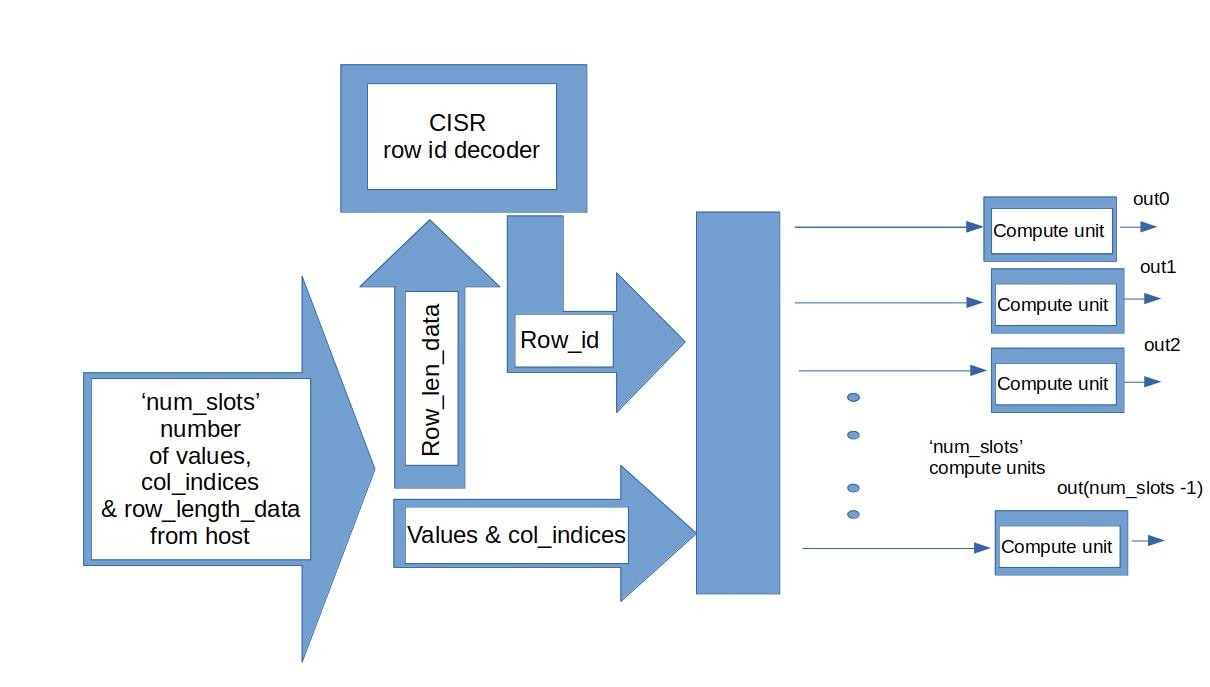 CISR
row id decoder
‘num_slots’
number
of values,
col_indices
& row_length_data
from host
Row_len_data
Row_id
Values & col_indices
out0
Compute unit
out1
Compute unit
out2
Compute unit
‘num_slots’
compute units
out(num_slots -1)
Compute unit